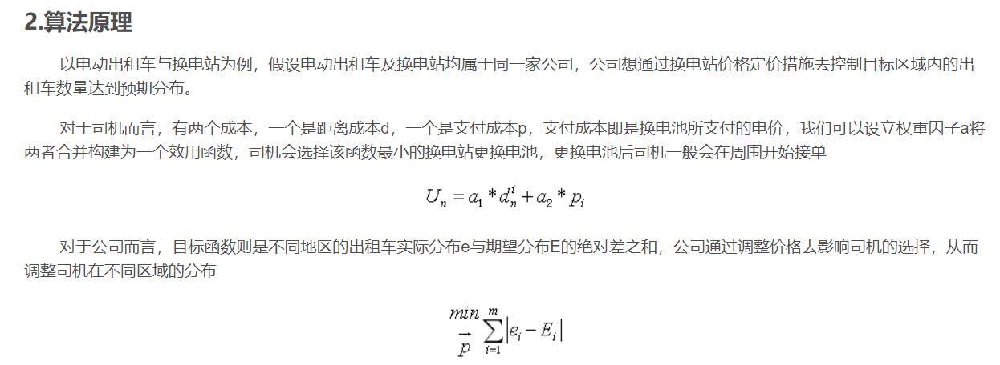 2.算法原理
以电动出租车与换电站为例，假设电动出租车及换电站均属于同一家公司，公司想通过换电站价格定价措施去控制目标区域内的出
租车数量达到预期分布。
对于司机而言，有两个成本，一个是距离成本d，一个是支付成本p，支付成本即是换电池所支付的电价，我们可以设立权重因子a将
两者合并构建为一个效用函数，司机会选择该函数最小的换电站更换电池，更换电池后司机一般会在周围开始接单
U_n = a_1 * d_n^i + a_2 * p_i
对于公司而言，目标函数则是不同地区的出租车实际分布e与期望分布E的绝对差之和，公司通过调整价格去影响司机的选择，从而
调整司机在不同区域的分布
min_{\vec{p}} \sum_{i=1}^{m} |e_i - E_i|